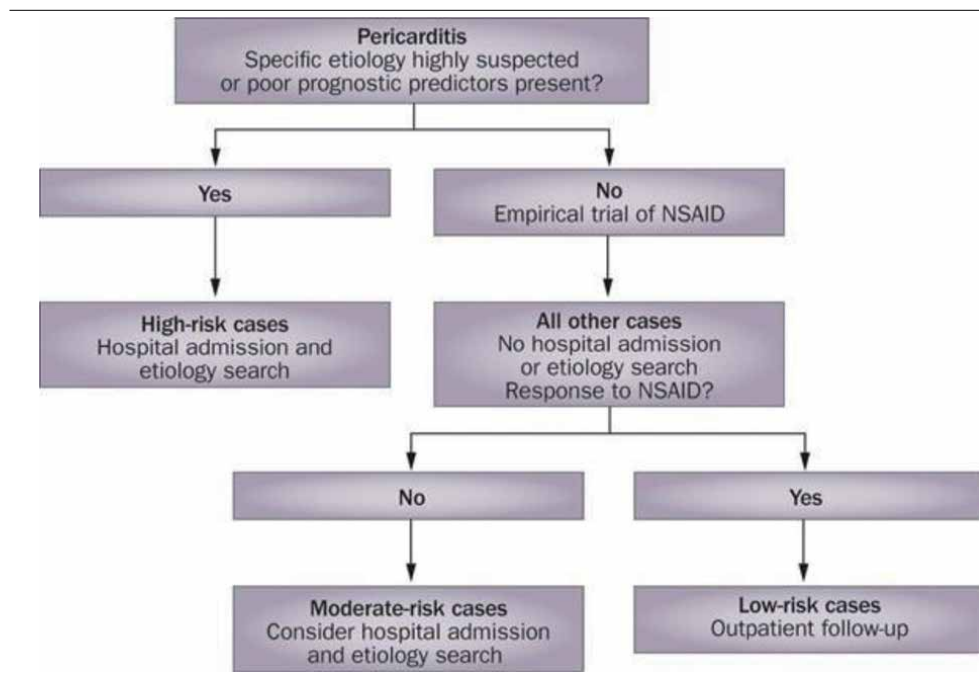 Pericarditis
Specific etiology highly suspected
or poor prognostic predictors present?
Yes
No
Empirical trial of NSAID
High-risk cases
Hospital admission and
etiology search
All other cases
No hospital admission
or etiology search
Response to NSAID?
No
Yes
Moderate-risk cases
Consider hospital admission
and etiology search
Low-risk cases
Outpatient follow-up